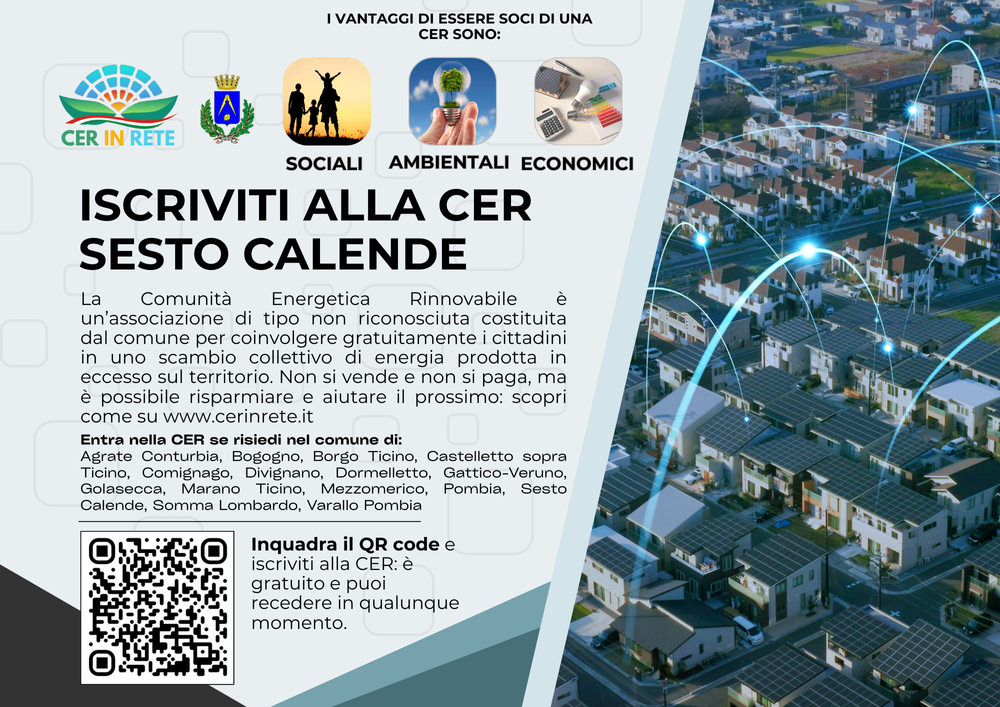 I VANTAGGI DI ESSERE SOCI DI UNA
CER SONO:
CER IN RETE
SOCIALI
AMBIENTALI
ECONOMICI
ISCRIVITI ALLA CER
SESTO CALENDE
La Comunità Energetica Rinnovabile è
un’associazione di tipo non riconosciuta costituita
dal comune per coinvolgere gratuitamente i cittadini
in uno scambio collettivo di energia prodotta in
eccesso sul territorio. Non si vende e non si paga, ma
è possibile risparmiare e aiutare il prossimo: scopri
come su www.cerinrete.it
Entra nella CER se risiedi nel comune di:
Agrate Conturbia, Bogogno, Borgo Ticino, Castelletto sopra
Ticino, Comignago, Divignano, Dormelletto, Gattico-Veruno,
Golasecca, Marano Ticino, Mezzomerico, Pombia, Sesto
Calende, Somma Lombardo, Varallo Pombia
Inquadra il QR code e
iscriviti alla CER: è
gratuito e puoi
recedere in qualunque
momento.